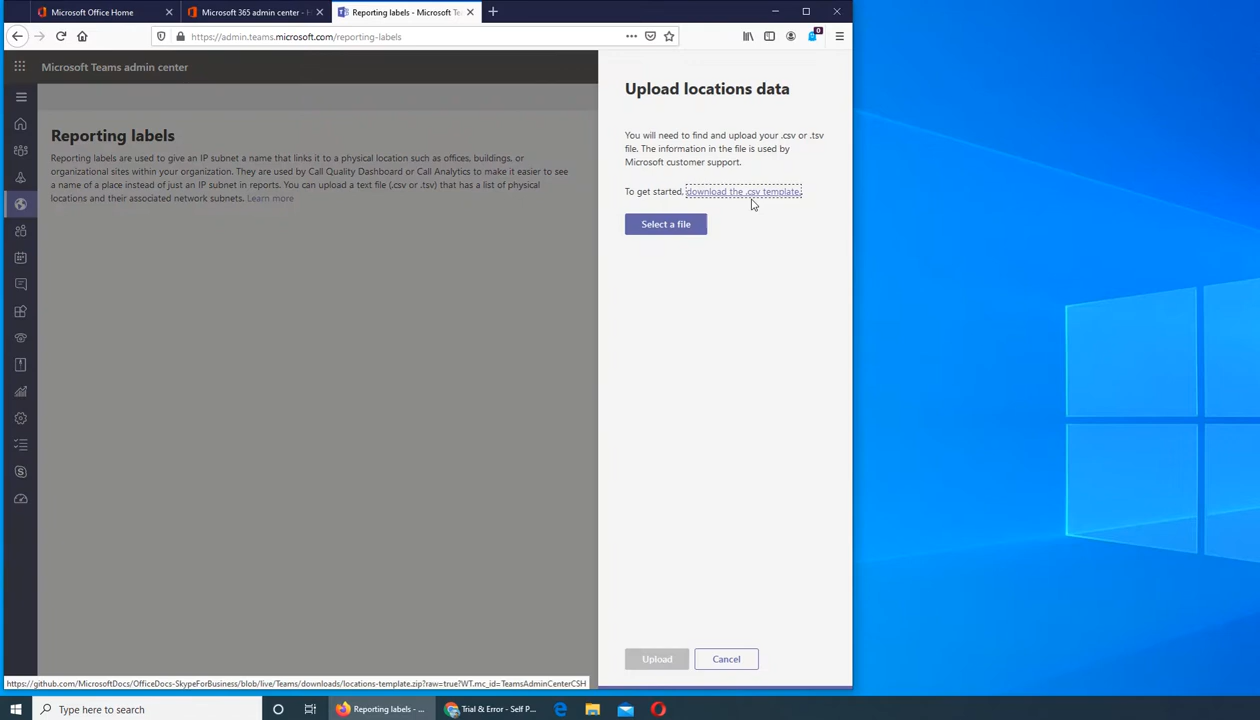 Microsoft Office Home
Microsoft 365 admin center - H
Reporting labels - Microsoft Te
https://admin.teams.microsoft.com/reporting-labels
0
Microsoft Teams admin center
Reporting labels
Reporting labels are used to give an IP subnet a name that links it to a physical location such as offices, buildings, or
organizational sites within your organization. They are used by Call Quality Dashboard or Call Analytics to make it easier to see
a name of a place instead of just an IP subnet in reports. You can upload a text file (.csv or .tsv) that has a list of physical
locations and their associated network subnets. Learn more
Upload locations data
You will need to find and upload your .csv or .tsv
file. The information in the file is used by
Microsoft customer support.
To get started, download the .csv template.
Select a file
Upload
Cancel
https://github.com/MicrosoftDocs/OfficeDocs-SkypeForBusiness/blob/live/Teams/downloads/locations-template.zip?raw=true?WT.mc_id=TeamsAdminCenterCSH
Type here to search
Reporting labels - ...
Trial & Error - Self P...